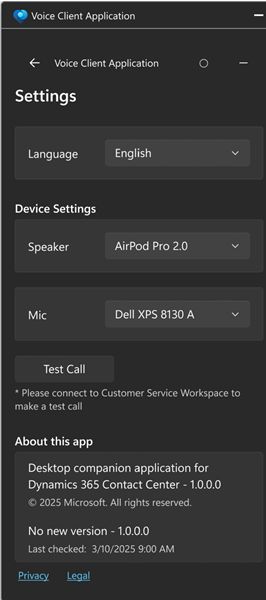 Voice Client Application
Voice Client Application
Settings
Language
English
Device Settings
Speaker
AirPod Pro 2.0
Mic
Dell XPS 8130 A
Test Call
* Please connect to Customer Service Workspace to
make a test call
About this app
Desktop companion application for
Dynamics 365 Contact Center - 1.0.0.0
© 2025 Microsoft. All rights reserved.
No new version - 1.0.0.0
Last checked: 3/10/2025 9:00 AM
Privacy Legal